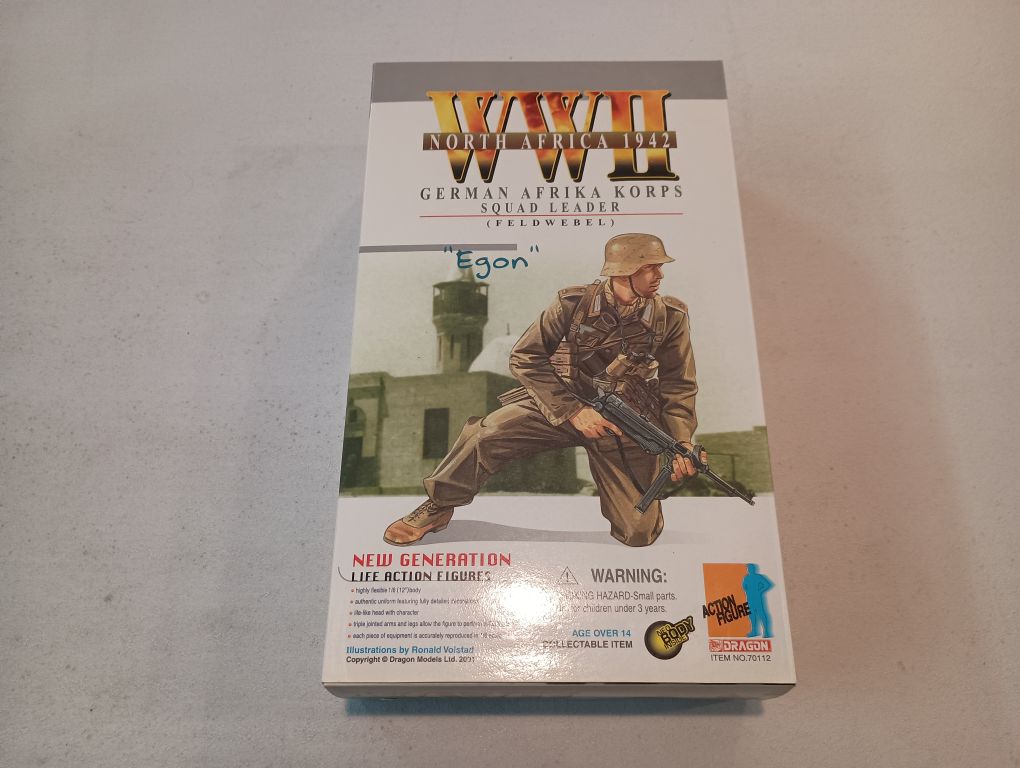 WWII
NORTH AFRICA 1942
GERMAN AFRIKA KORPS
SQUAD LEADER
(FELDWEBEL)
"Egon"
NEW GENERATION
LIFE ACTION FIGURES
• highly flexible 1/6 (12") body
• authentic uniform featuring fully detailed
• life-like head with character
• triple jointed arms and legs allow the figure to
• each piece of equipment is accurately reproduced in
Illustrations by Ronald
Copyright © Dragon Models Ltd.
WARNING:
HAZARD-Small parts.
for children under 3 years.
AGE OVER 14
COLLECTABLE ITEM
BODY
ACTION
FIGURE
DRAGON
ITEM NO.70112